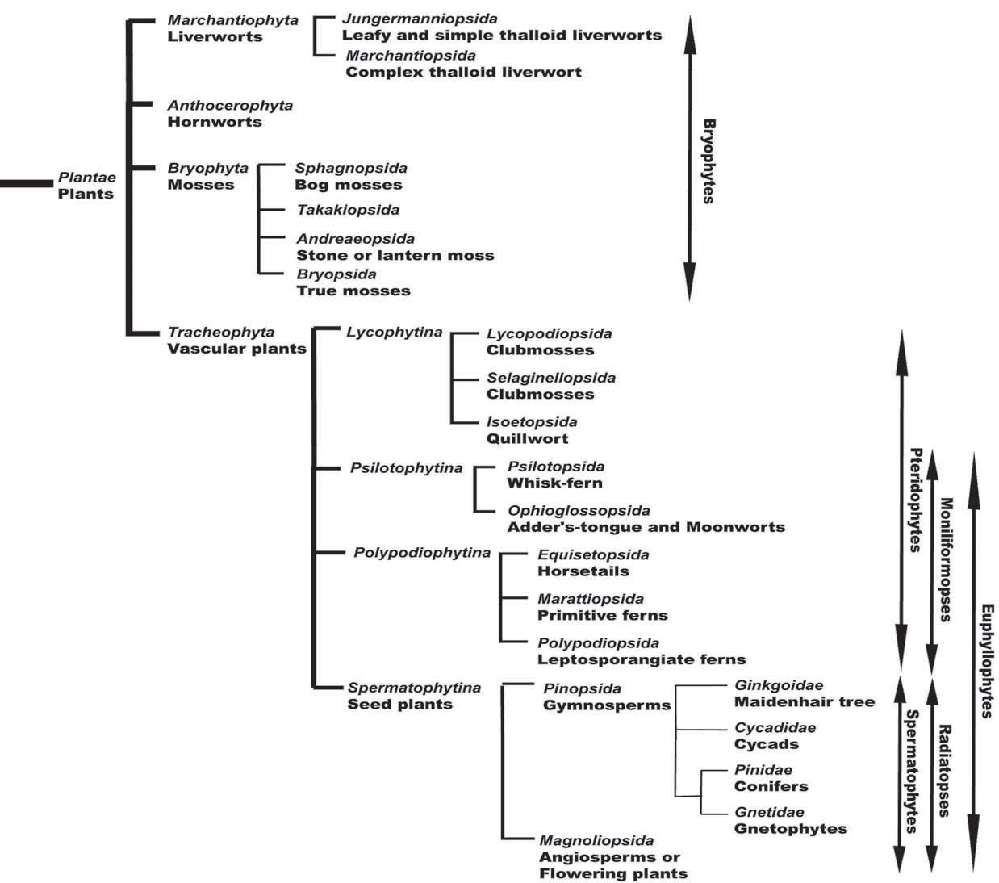 Marchantiophyta
Liverworts
Jungermanniopsida
Leafy and simple thalloid liverworts
Marchantiopsida
Complex thalloid liverwort
Anthocerophyta
Hornworts
Bryophytes
Plantae
Plants
Bryophyta
Mosses
Sphagnopsida
Bog mosses
Takakiopsida
Andreaeopsida
Stone or lantern moss
Bryopsida
True mosses
Tracheophyta
Vascular plants
Lycophytina
Lycopodiopsida
Clubmosses
Selaginellopsida
Clubmosses
Isoetopsida
Quillwort
Psilotophytina
Psilotopsida
Whisk-fern
Ophioglossopsida
Adder's-tongue and Moonworts
Polypodiophytina
Equisetopsida
Horsetails
Marattiopsida
Primitive ferns
Polypodiopsida
Leptosporangiate ferns
Pteridophytes
Moniliformopses
Euphyllophytes
Spermatophytina
Seed plants
Pinopsida
Gymnosperms
Ginkgoidae
Maidenhair tree
Cycadidae
Cycads
Pinidae
Conifers
Gnetidae
Gnetophytes
Magnoliopsida
Angiosperms or
Flowering plants
Spermatophytes
Radiatopses